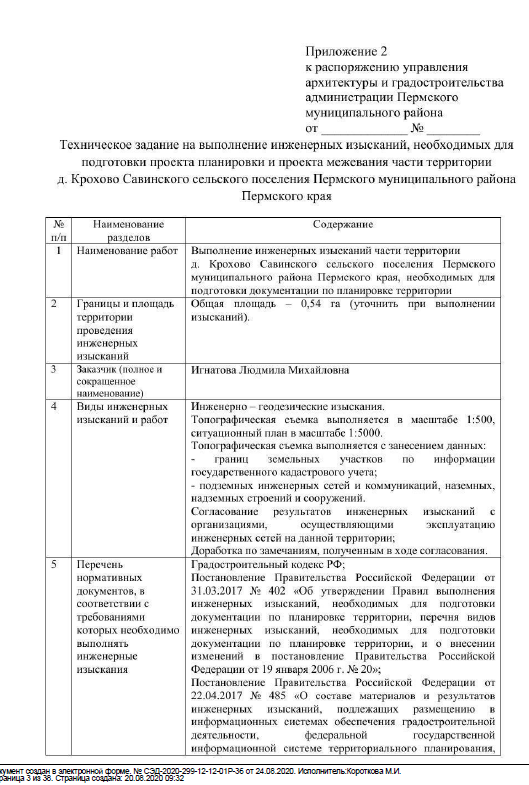 Приложение 2
к распоряжению управления
архитектуры и градостроительства
администрации Пермского
муниципального района
от ______________ № _________
Техническое задание на выполнение инженерных изысканий, необходимых для
подготовки проекта планировки и проекта межевания части территории
д. Крохово Савинского сельского поселения Пермского муниципального района
Пермского края
№ п/п
Наименование разделов
Содержание
1
Наименование работ
Выполнение инженерных изысканий части территории
д. Крохово Савинского сельского поселения Пермского
муниципального района Пермского края, необходимых для
подготовки документации по планировке территории
2
Границы и площадь
территории
проведения
инженерных
изысканий
Общая площадь – 0,54 га (уточнить при выполнении
изысканий).
3
Заказчик (полное и
сокращенное
наименование)
Игнатова Людмила Михайловна
4
Виды инженерных
изысканий и работ
Инженерно – геодезические изыскания.
Топографическая съемка выполняется в масштабе 1:500,
ситуационный план в масштабе 1:5000.
Топографическая съемка выполняется с занесением данных:
- границ земельных участков по информации
государственного кадастрового учета;
- подземных инженерных сетей и коммуникаций, наземных,
надземных строений и сооружений.
Согласование результатов инженерных изысканий с
организациями, осуществляющими эксплуатацию
инженерных сетей на данной территории;
Доработка по замечаниям, полученным в ходе согласования.
5
Перечень
нормативных
документов, в
соответствии с
требованиями
которых необходимо
выполнять
инженерные
изыскания
Градостроительный кодекс РФ;
Постановление Правительства Российской Федерации от
31.03.2017 № 402 «Об утверждении Правил выполнения
инженерных изысканий, необходимых для подготовки
документации по планировке территории, перечня видов
инженерных изысканий, необходимых для подготовки
документации по планировке территории, и о внесении
изменений в постановление Правительства Российской
Федерации от 19 января 2006 г. № 20»;
Постановление Правительства Российской Федерации от
22.04.2017 № 485 «О составе материалов и результатов
инженерных изысканий, подлежащих размещению в
информационных системах обеспечения градостроительной
деятельности, федеральной государственной
информационной системе территориального планирования,
кумент создан в электронной форме. № СЭД-2020-299-12-12-01Р-36 от 24.08.2020. Исполнитель:Короткова М.И.
раница 3 из 38. Страница создана: 20.08.2020 09:32